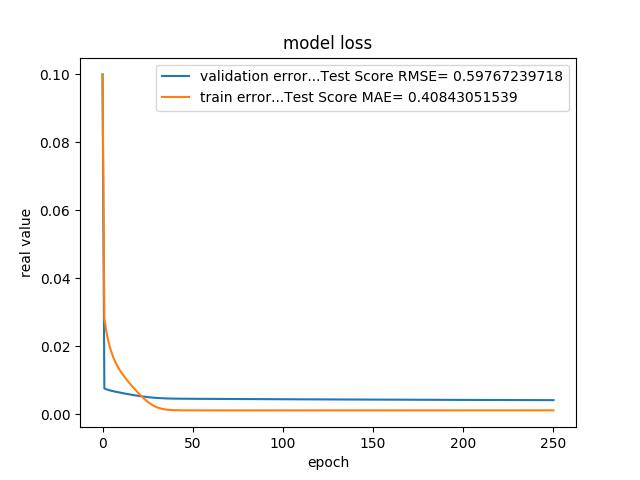 model loss
validation error...Test Score RMSE= 0.59767239718
train error...Test Score MAE= 0.40843051539
0.10
0.08
0.06
0.04
0.02
0.00
real value
0 50 100 150 200 250
epoch